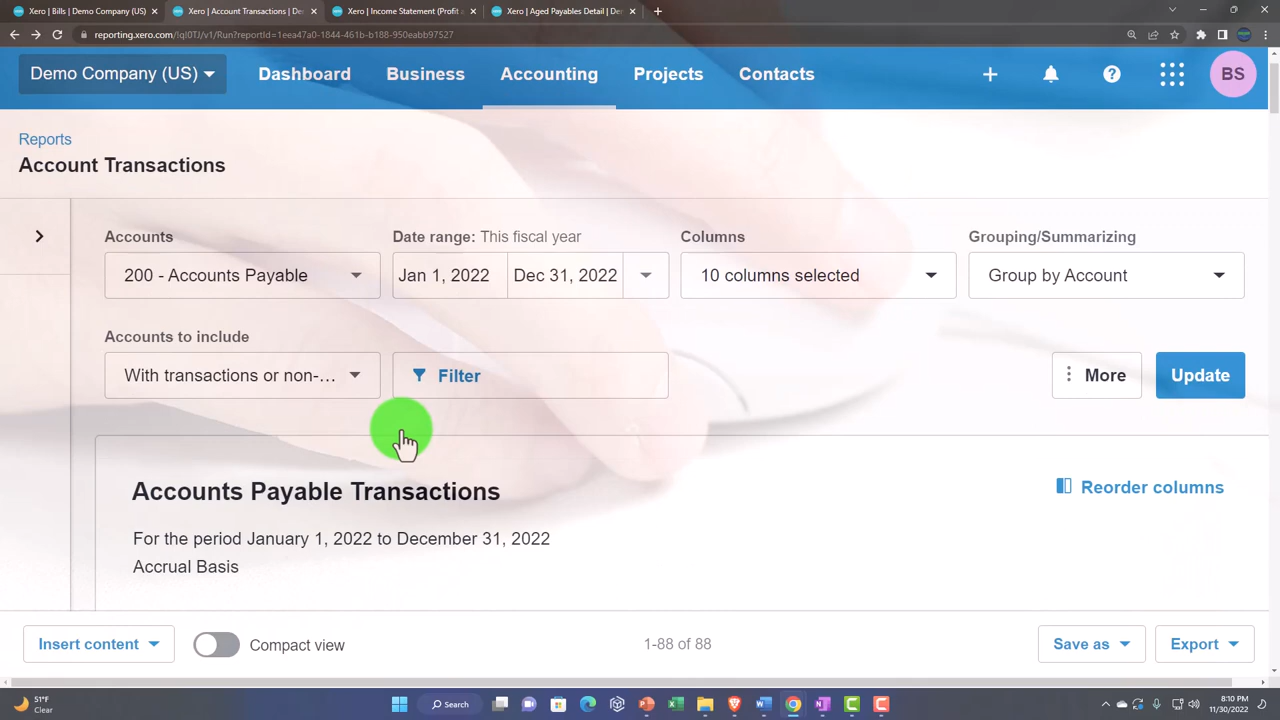 Xero | Bills | Demo Company (US)
Xero | Account Transactions | De
Xero | Income Statement (Profit a
Xero | Aged Payables Detail | De
reporting.xero.com/!q!0TJ/v1/Run?reportId=1eea47a0-1844-461b-b188-950eabb97527
Demo Company (US)
Dashboard
Business
Accounting
Projects
Contacts
BS
Reports
Account Transactions
Accounts
Date range: This fiscal year
Columns
Grouping/Summarizing
200 - Accounts Payable
Jan 1, 2022
Dec 31, 2022
10 columns selected
Group by Account
Accounts to include
With transactions or non-...
Filter
More
Update
Accounts Payable Transactions
Reorder columns
For the period January 1, 2022 to December 31, 2022
Accrual Basis
Insert content
Compact view
1-88 of 88
Save as
Export
51°F
Clear
Search
8:10 PM
11/30/2022